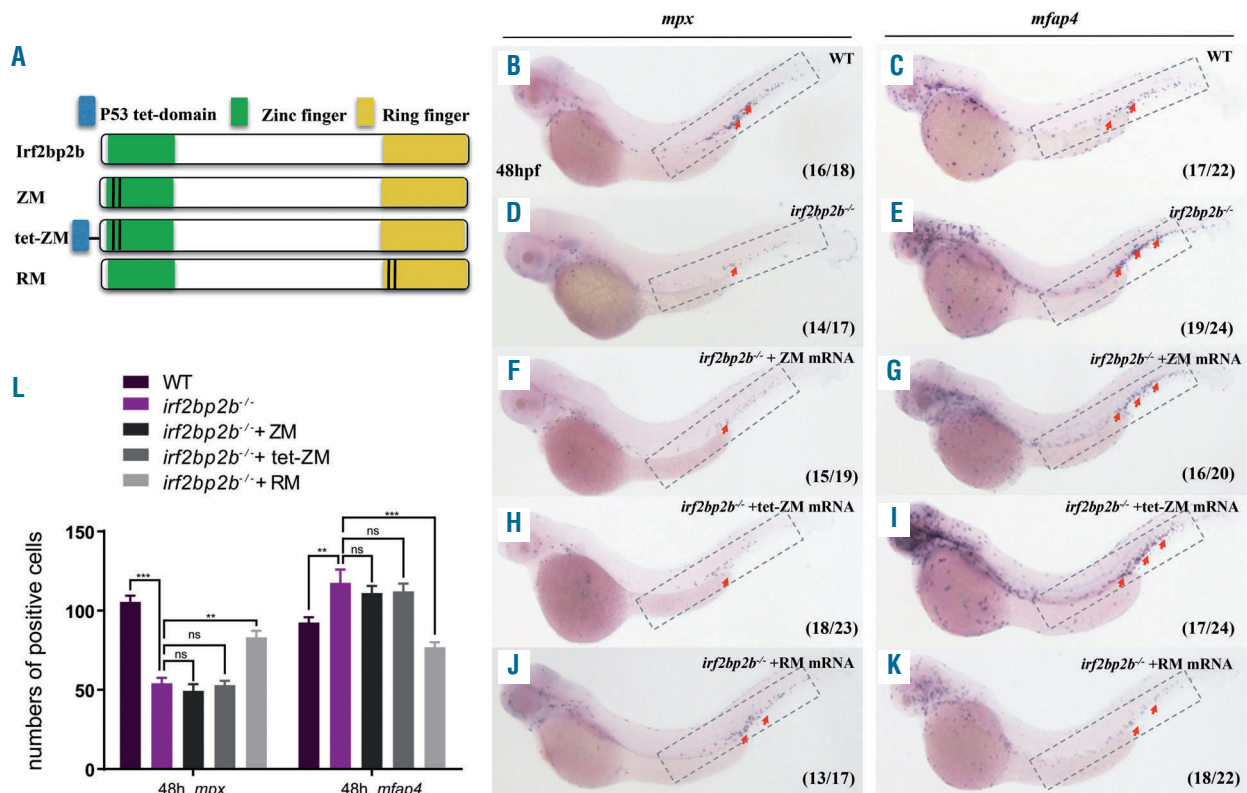 mpx
mfap4
A
P53 tet-domain
Zinc finger
Ring finger
Irf2bp2b
ZM
tet-ZM
RM
B
WT
48hpf
(16/18)
C
WT
(17/22)
D
irf2bp2b-/-
(14/17)
E
irf2bp2b-/-
(19/24)
F
irf2bp2b-/- + ZM mRNA
(15/19)
G
irf2bp2b-/- +ZM mRNA
(16/20)
H
irf2bp2b-/- +tet-ZM mRNA
(18/23)
I
irf2bp2b-/- +tet-ZM mRNA
(17/24)
J
irf2bp2b-/- +RM mRNA
(13/17)
K
irf2bp2b-/- +RM mRNA
(18/22)
L
WT
irf2bp2b-/-
irf2bp2b-/-+ ZM
irf2bp2b-/-+ tet-ZM
irf2bp2b-/-+ RM
numbers of positive cells
150
100
50
0
***
**
ns
ns
**
***
ns
ns
48h mpx
48h mfap4